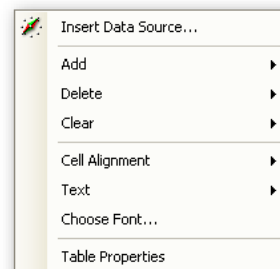 Insert Data Source...
Add
Delete
Clear
Cell Alignment
Text
Choose Font...
Table Properties